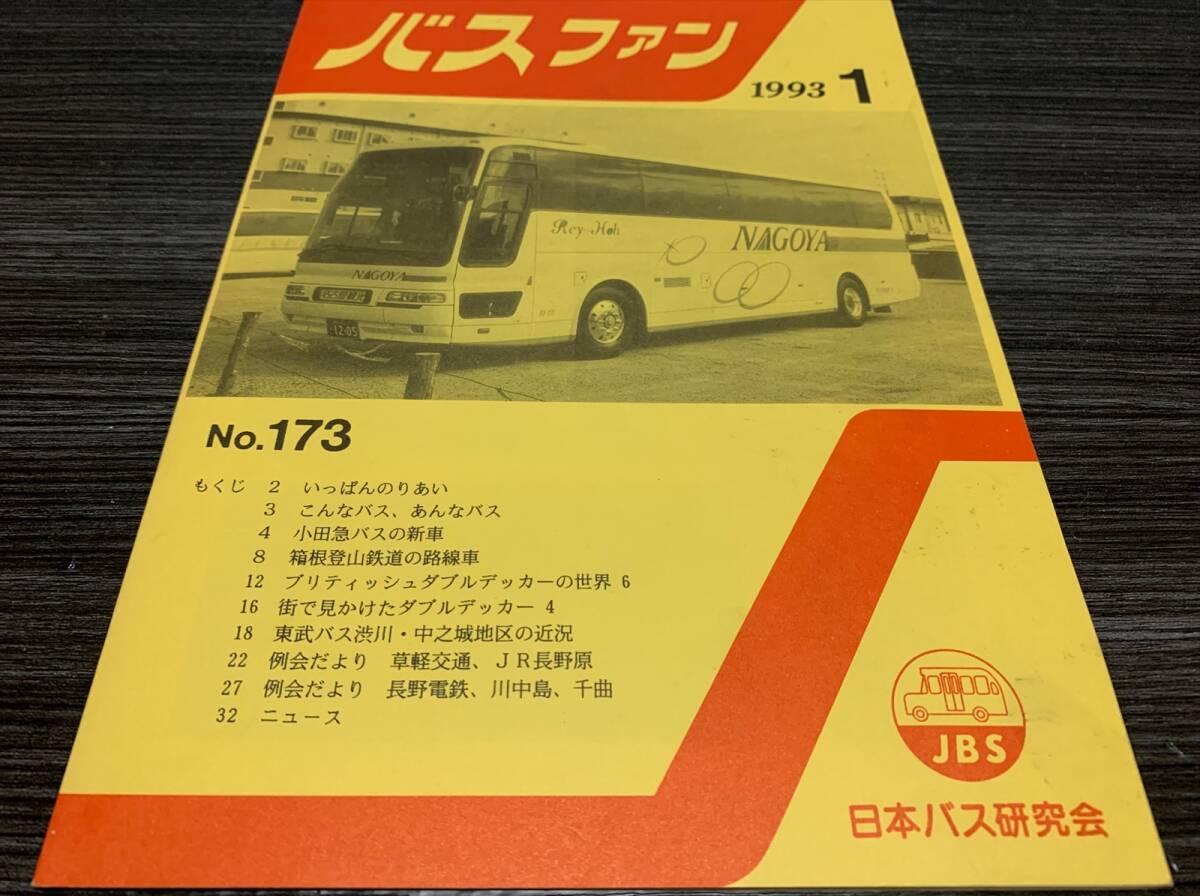 バスファン
1993 1
Rey-Hoh
NAGOYA
NAGOYA
12-05
No.173
もくじ 2 いっぱんのりあい
3 こんなバス、あんなバス
4 小田急バスの新車
8 箱根登山鉄道の路線車
12 ブリティッシュダブルデッカーの世界 6
16 街で見かけたダブルデッカー 4
18 東武バス渋川・中之城地区の近況
22 例会だより 草軽交通、JR長野原
27 例会だより 長野電鉄、川中島、千曲
32 ニュース
JBS
日本バス研究会